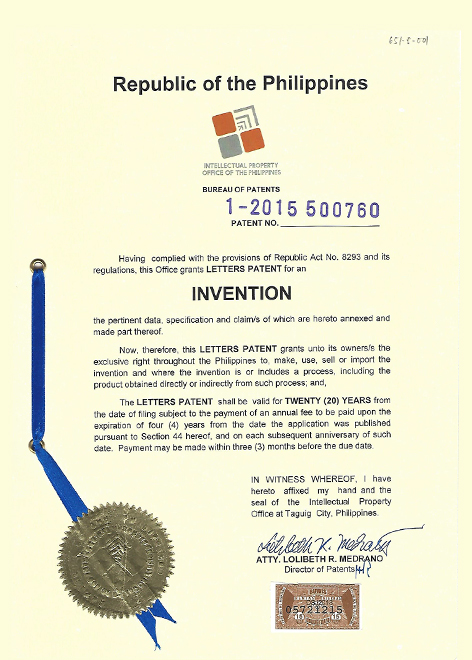 651-5-001
Republic of the Philippines
INTELLECTUAL PROPERTY
OFFICE OF THE PHILIPPINES
BUREAU OF PATENTS
1-2015 500760
PATENT NO.
Having complied with the provisions of Republic Act No. 8293 and its
regulations, this Office grants LETTERS PATENT for an
INVENTION
the pertinent data, specification and claim/s of which are hereto annexed and
made part thereof.
Now, therefore, this LETTERS PATENT grants unto its owners/s the
exclusive right throughout the Philippines to, make, use, sell or import the
invention and where the invention is or includes a process, including the
product obtained directly or indirectly from such process; and,
The LETTERS PATENT shall be valid for TWENTY (20) YEARS from
the date of filing subject to the payment of an annual fee to be paid upon the
expiration of four (4) years from the date the application was published
pursuant to Section 44 hereof, and on each subsequent anniversary of such
date. Payment may be made within three (3) months before the due date.
IN WITNESS WHEREOF, I have
hereto affixed my hand and the
seal of the Intellectual Property
Office at Taguig City, Philippines.
Lolibeth R. Medrano
ATTY. LOLIBETH R. MEDRANO
Director of Patents
05721215
15 15